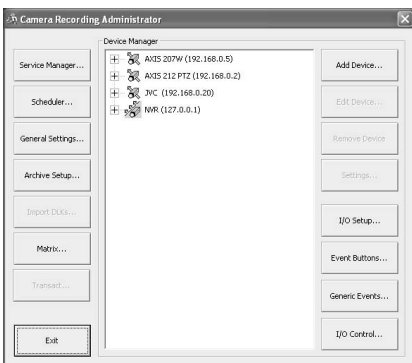 Camera Recording Administrator
Device Manager
Service Manager...
Scheduler...
General Settings...
Archive Setup...
Import DLKs...
Matrix...
Transact...
Exit
AXIS 207W (192.168.0.5)
AXIS 212 PTZ (192.168.0.2)
JVC (192.168.0.20)
NVR (127.0.0.1)
Add Device...
Edit Device...
Remove Device
Settings...
I/O Setup...
Event Buttons...
Generic Events...
I/O Control...